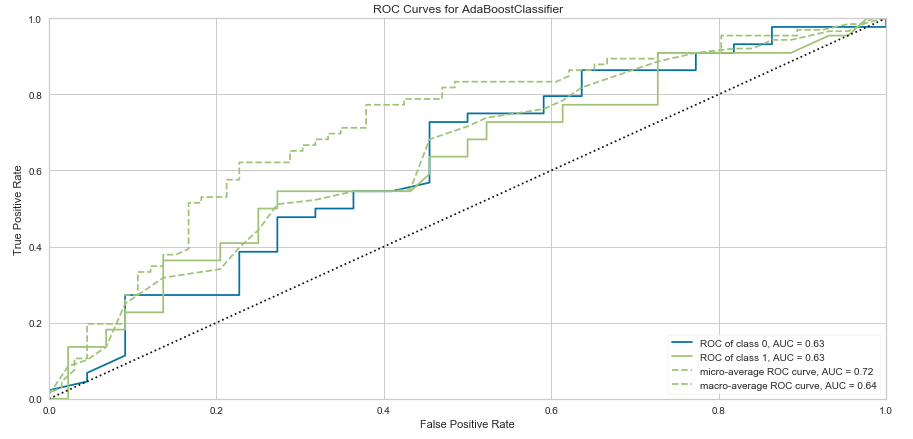 ROC Curves for AdaBoostClassifier
1.0
0.8
0.6
0.4
0.2
0.0
True Positive Rate
ROC of class 0, AUC = 0.63
ROC of class 1, AUC = 0.63
micro-average ROC curve, AUC = 0.72
macro-average ROC curve, AUC = 0.64
0.0 0.2 0.4 0.6 0.8 1.0
False Positive Rate